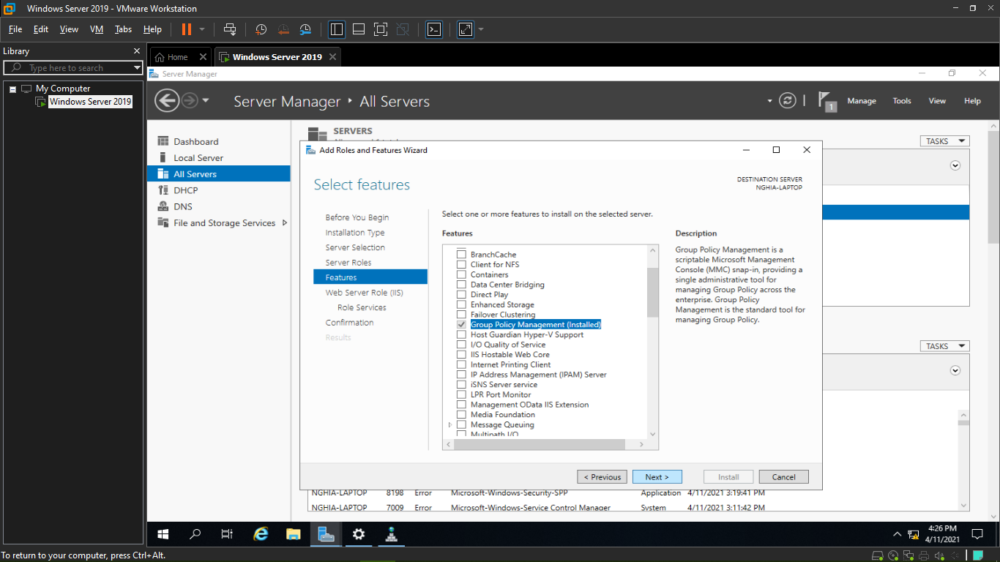 Windows Server 2019 - VMware Workstation
File Edit View VM Tabs Help
Library
Home
Windows Server 2019
Type here to search
My Computer
Windows Server 2019
Server Manager
Server Manager • All Servers
1
Manage Tools View Help
Dashboard
Local Server
All Servers
DHCP
DNS
File and Storage Services
SERVERS
TASKS
Add Roles and Features Wizard
Select features
DESTINATION SERVER
NGHIA-LAPTOP
Before You Begin
Installation Type
Server Selection
Server Roles
Features
Web Server Role (IIS)
Role Services
Confirmation
Results
Select one or more features to install on the selected server.
Features
BranchCache
Client for NFS
Containers
Data Center Bridging
Direct Play
Enhanced Storage
Failover Clustering
Group Policy Management (Installed)
Host Guardian Hyper-V Support
I/O Quality of Service
IIS Hostable Web Core
Internet Printing Client
IP Address Management (IPAM) Server
iSNS Server service
LPR Port Monitor
Management OData IIS Extension
Media Foundation
Message Queuing
Multipath I/O
Description
Group Policy Management is a
scriptable Microsoft Management
Console (MMC) snap-in, providing a
single administrative tool for
managing Group Policy across the
enterprise. Group Policy
Management is the standard tool for
managing Group Policy.
TASKS
< Previous Next > Install Cancel
NGHIA-LAPTOP 8198 Error Microsoft-Windows-Security-SPP Application 4/11/2021 3:19:41 PM
NGHIA-LAPTOP 7009 Error Microsoft-Windows-Service Control Manager System 4/11/2021 3:11:42 PM
4:26 PM
4/11/2021
To return to your computer, press Ctrl+Alt.